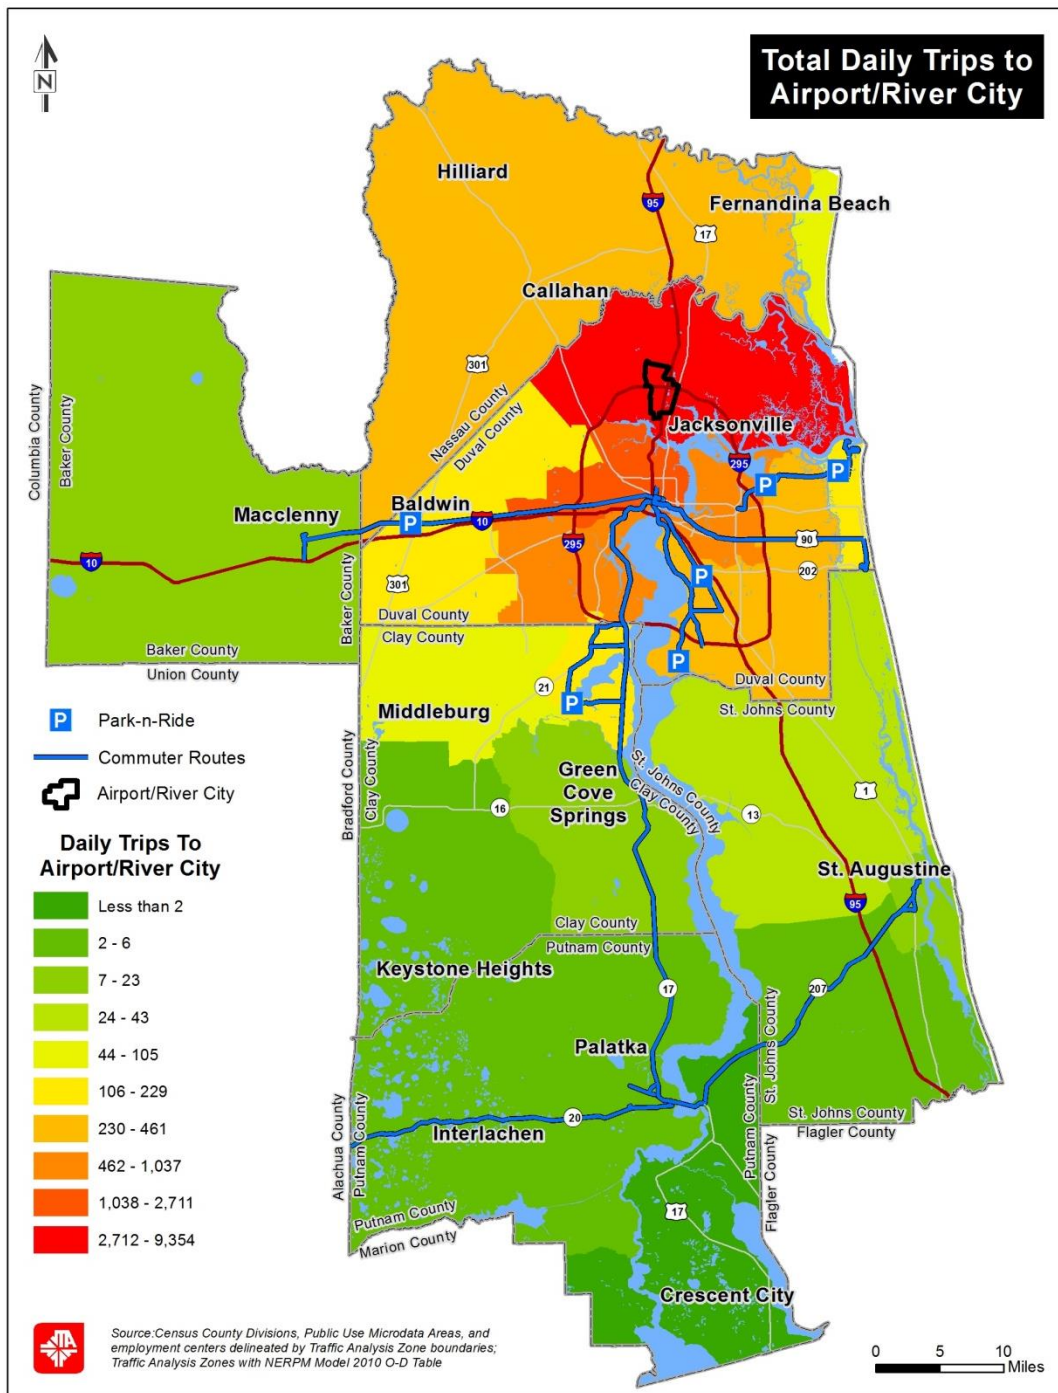 Total Daily Trips to
Airport/River City
N
Hilliard
95
Fernandina Beach
17
Callahan
301
Nassau County
Duval County
Columbia County
Baker County
Jacksonville
295
P
P
Macclenny
Baldwin
P
10
295
90
10
P
202
301
Baker County
Duval County
Clay County
Baker County
Union County
P
Duval County
St. Johns County
21
P
Middleburg
Park-n-Ride
P
Commuter Routes
Airport/River City
Bradford County
Clay County
Green
Cove
Springs
St. Johns County
Clay County
1
16
13
Daily Trips To
Airport/River City
Less than 2
2 - 6
7 - 23
24 - 43
44 - 105
106 - 229
230 - 461
462 - 1,037
1,038 - 2,711
2,712 - 9,354
St. Augustine
95
Clay County
Putnam County
Keystone Heights
17
207
Palatka
Putnam County
St. Johns County
20
Interlachen
St. Johns County
Flagler County
Alachua County
Putnam County
Putnam County
Flagler County
Putnam County
Marion County
17
Crescent City
JTA
Source:Census County Divisions, Public Use Microdata Areas, and
employment centers delineated by Traffic Analysis Zone boundaries;
Traffic Analysis Zones with NERPM Model 2010 O-D Table
0 5 10
Miles